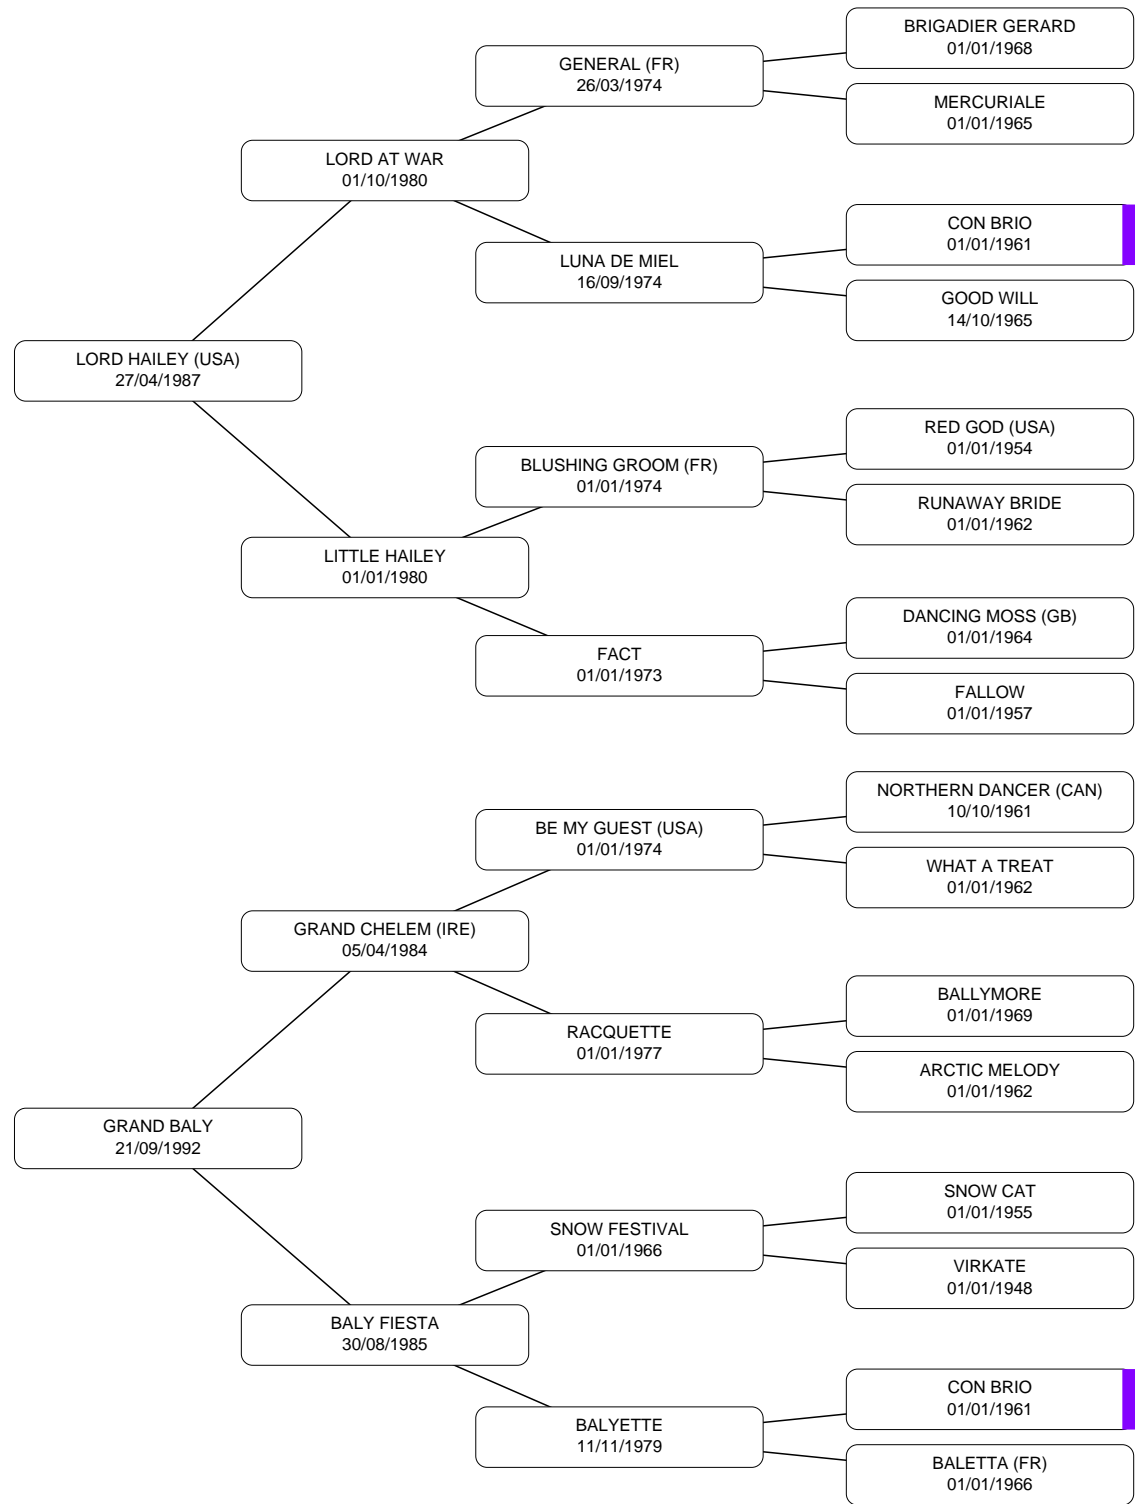 BRIGADIER GERARD
01/01/1968
GENERAL (FR)
26/03/1974
MERCURIALE
01/01/1965
LORD AT WAR
01/10/1980
CON BRIO
01/01/1961
LUNA DE MIEL
16/09/1974
GOOD WILL
14/10/1965
LORD HAILEY (USA)
27/04/1987
RED GOD (USA)
01/01/1954
BLUSHING GROOM (FR)
01/01/1974
RUNAWAY BRIDE
01/01/1962
LITTLE HAILEY
01/01/1980
DANCING MOSS (GB)
01/01/1964
FACT
01/01/1973
FALLOW
01/01/1957
NORTHERN DANCER (CAN)
10/10/1961
BE MY GUEST (USA)
01/01/1974
WHAT A TREAT
01/01/1962
GRAND CHELEM (IRE)
05/04/1984
BALLYMORE
01/01/1969
RACQUETTE
01/01/1977
ARCTIC MELODY
01/01/1962
GRAND BALY
21/09/1992
SNOW CAT
01/01/1955
SNOW FESTIVAL
01/01/1966
VIRKATE
01/01/1948
BALY FIESTA
30/08/1985
CON BRIO
01/01/1961
BALYETTE
11/11/1979
BALETTA (FR)
01/01/1966